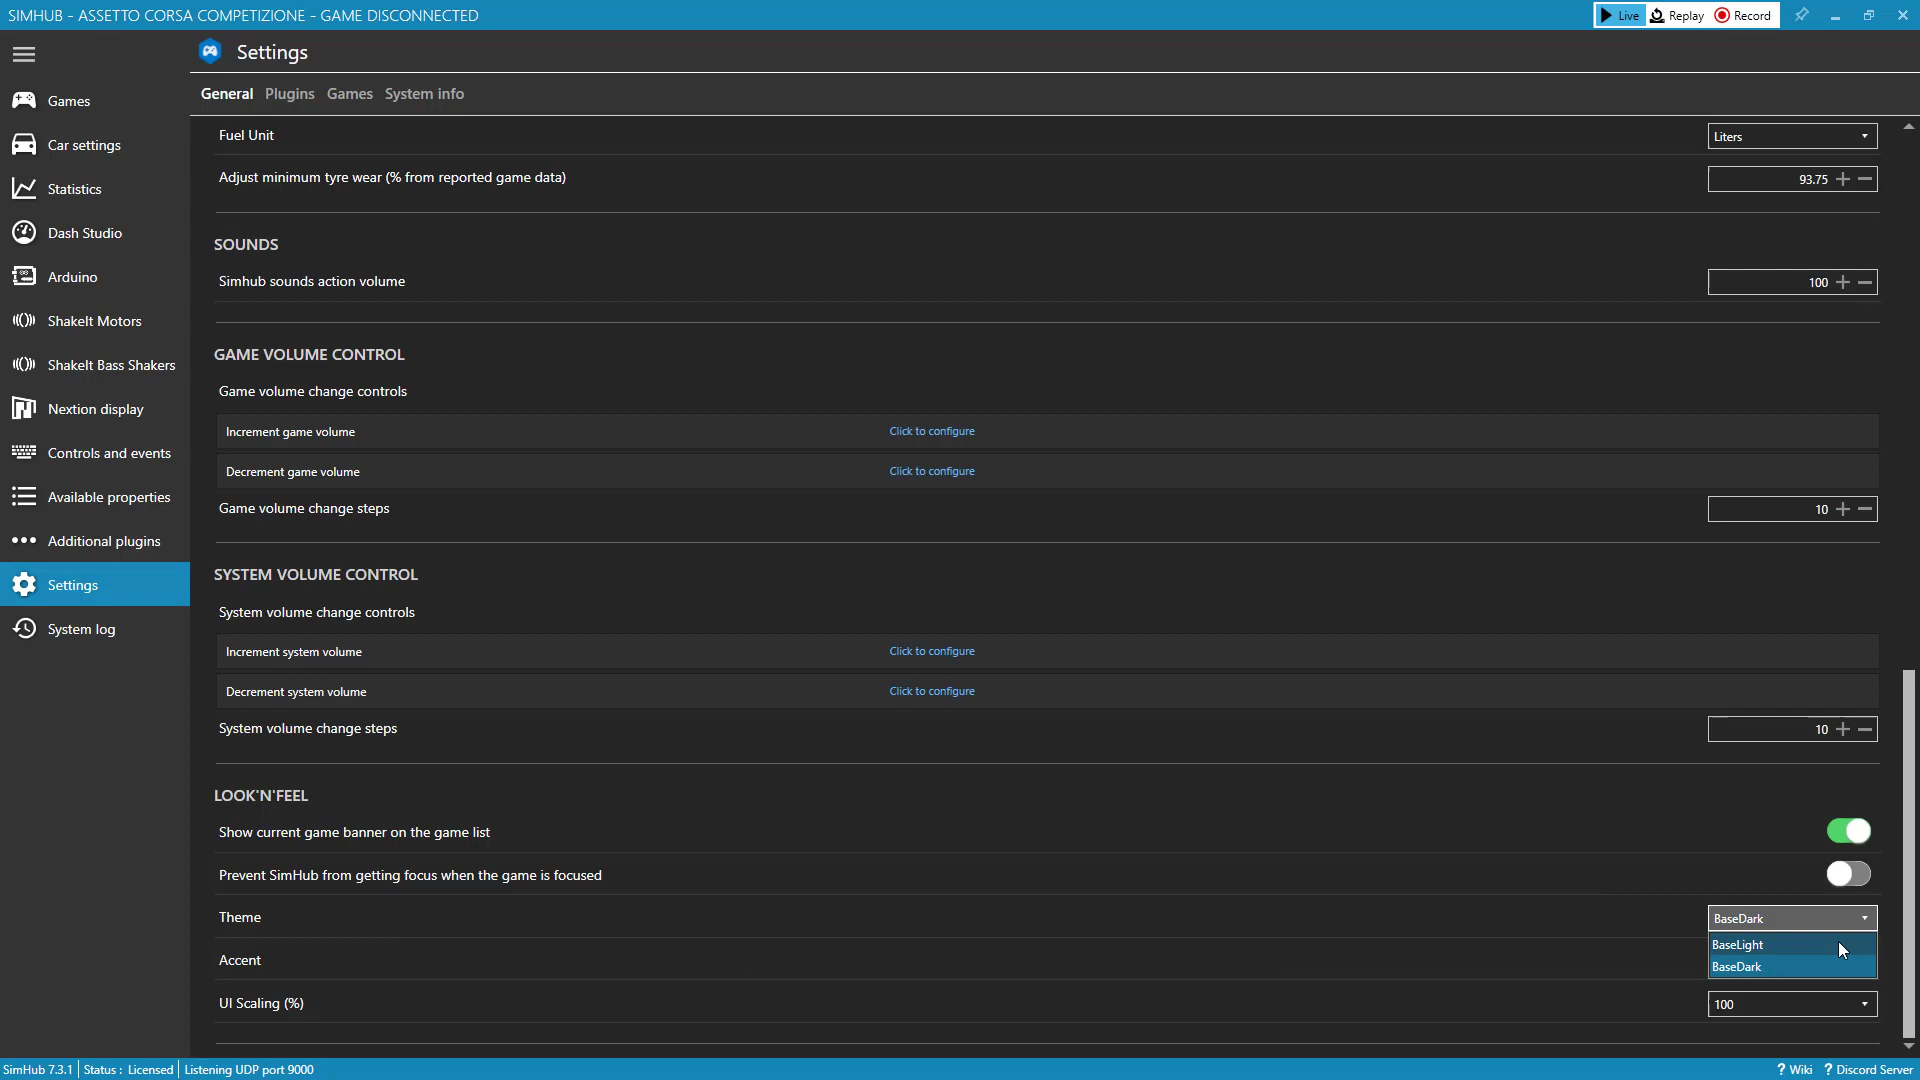 SIMHUB - ASSETTO CORSA COMPETIZIONE - GAME DISCONNECTED
Live Replay Record
Settings
General Plugins Games System info
Games
Car settings
Statistics
Dash Studio
Arduino
ShakeIt Motors
ShakeIt Bass Shakers
Nextion display
Controls and events
Available properties
Additional plugins
Settings
System log
Fuel Unit Liters
Adjust minimum tyre wear (% from reported game data) 93.75
SOUNDS
Simhub sounds action volume 100
GAME VOLUME CONTROL
Game volume change controls
Increment game volume Click to configure
Decrement game volume Click to configure
Game volume change steps 10
SYSTEM VOLUME CONTROL
System volume change controls
Increment system volume Click to configure
Decrement system volume Click to configure
System volume change steps 10
LOOK'N'FEEL
Show current game banner on the game list
Prevent SimHub from getting focus when the game is focused
Theme BaseDark
BaseLight
Accent
BaseDark
UI Scaling (%) 100
SimHub 7.3.1 Status : Licensed Listening UDP port 9000 ? Wiki ? Discord Server